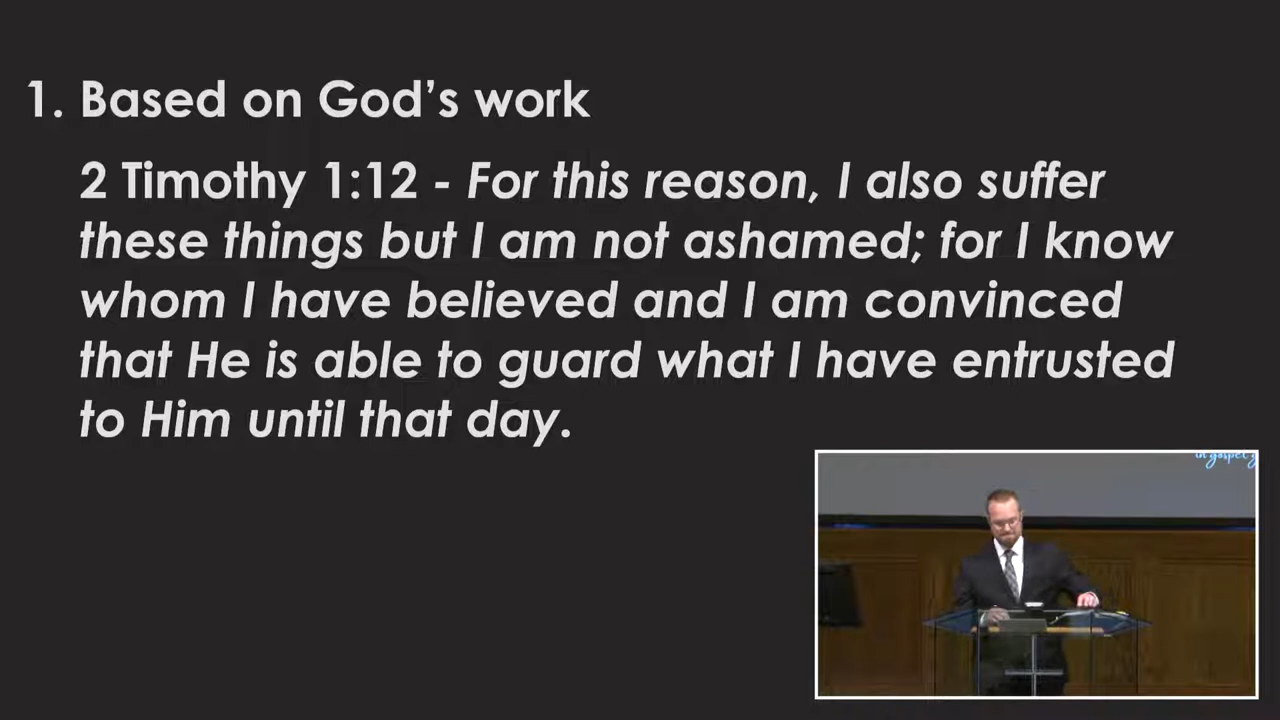 1. Based on God’s work
2 Timothy 1:12 - For this reason, I also suffer
these things but I am not ashamed; for I know
whom I have believed and I am convinced
that He is able to guard what I have entrusted
to Him until that day.
in gospel